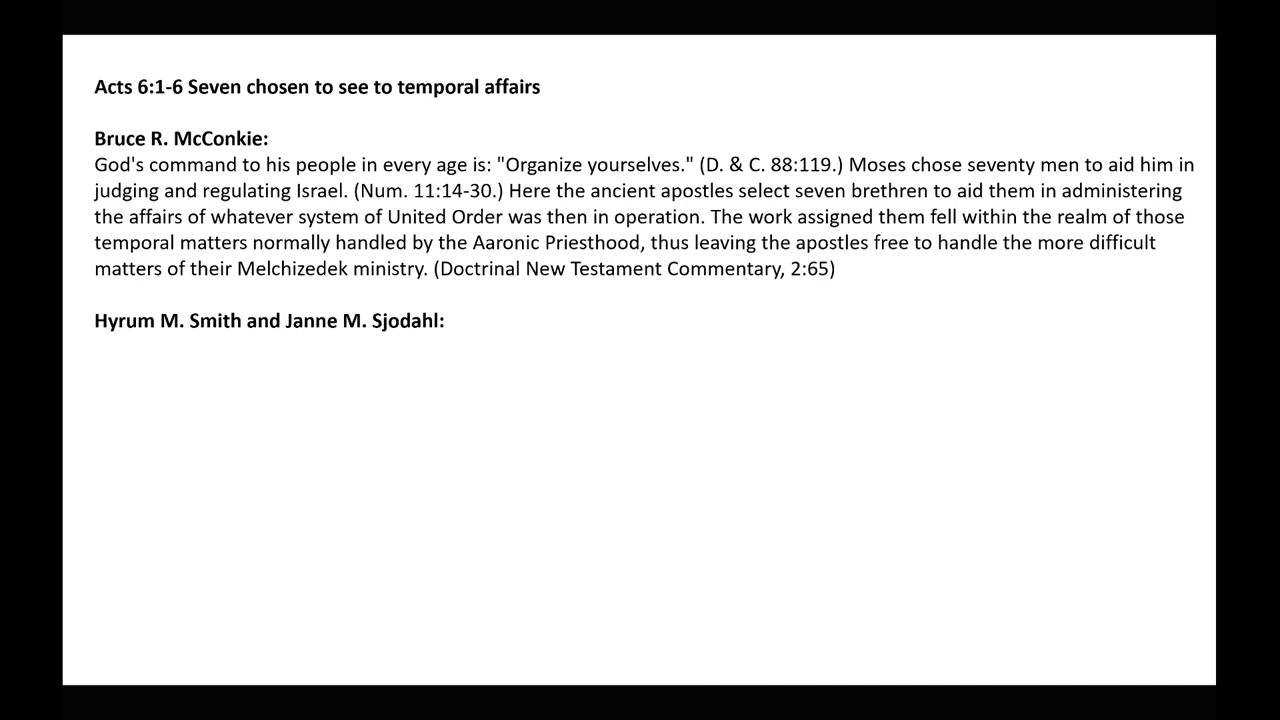 Acts 6:1-6 Seven chosen to see to temporal affairs
Bruce R. McConkie:
God's command to his people in every age is: "Organize yourselves." (D. & C. 88:119.) Moses chose seventy men to aid him in
judging and regulating Israel. (Num. 11:14-30.) Here the ancient apostles select seven brethren to aid them in administering
the affairs of whatever system of United Order was then in operation. The work assigned them fell within the realm of those
temporal matters normally handled by the Aaronic Priesthood, thus leaving the apostles free to handle the more difficult
matters of their Melchizedek ministry. (Doctrinal New Testament Commentary, 2:65)
Hyrum M. Smith and Janne M. Sjodahl: